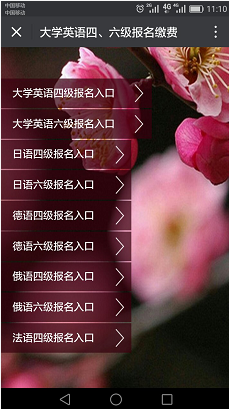 中国移动
中国移动
2G 4G 4G 11:10
大学英语四、六级报名缴费
大学英语四级报名入口
大学英语六级报名入口
日语四级报名入口
日语六级报名入口
德语四级报名入口
德语六级报名入口
俄语四级报名入口
俄语六级报名入口
法语四级报名入口